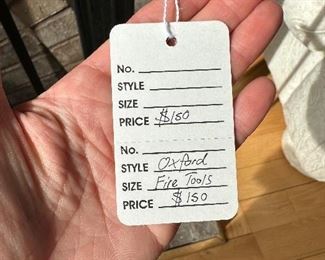 No.
STYLE
SIZE
PRICE $150
No.
STYLE Oxford
SIZE Fire Tools
PRICE $150